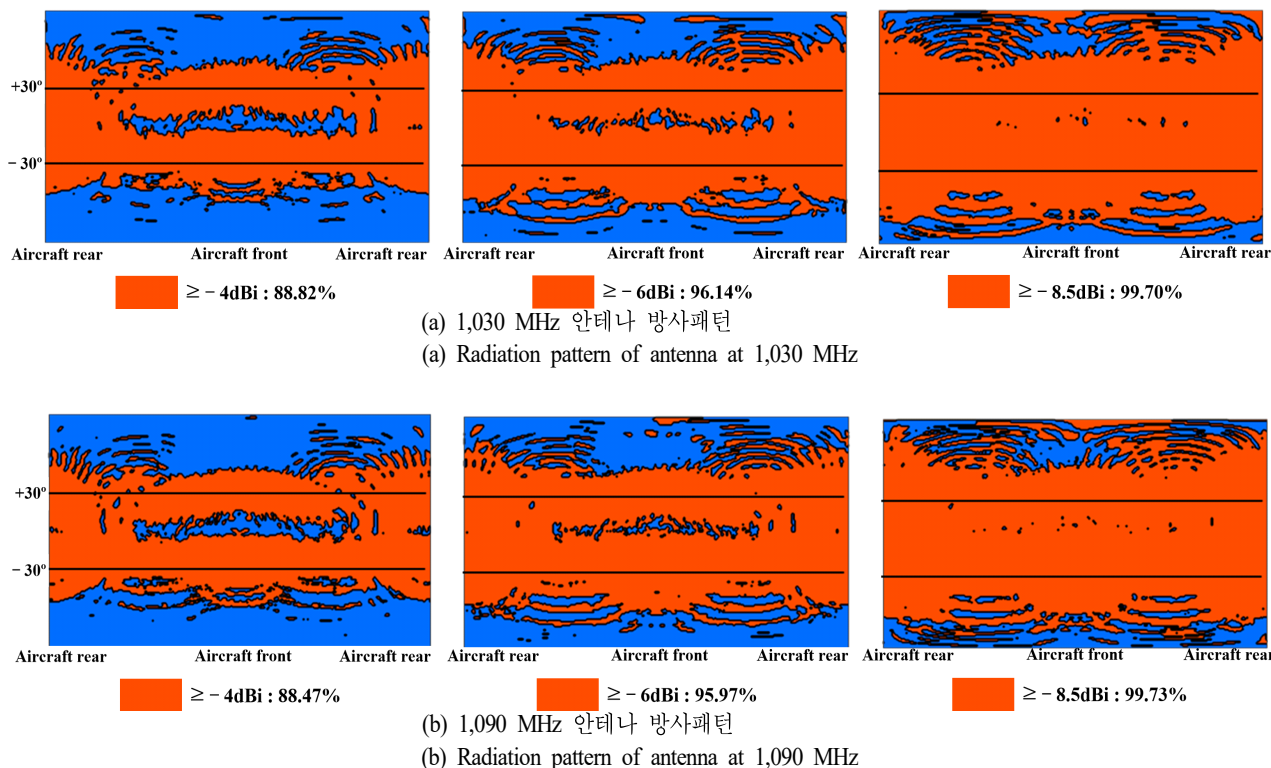 +30°
− 30°
Aircraft rear Aircraft front Aircraft rear
Aircraft rear Aircraft front Aircraft rear
Aircraft rear Aircraft front Aircraft rear
≥ − 4dBi : 88.82%
≥ − 6dBi : 96.14%
≥ − 8.5dBi : 99.70%
(a) 1,030 MHz 안테나 방사패턴
(a) Radiation pattern of antenna at 1,030 MHz
+30°
− 30°
Aircraft rear Aircraft front Aircraft rear
Aircraft rear Aircraft front Aircraft rear
Aircraft rear Aircraft front Aircraft rear
≥ − 4dBi : 88.47%
≥ − 6dBi : 95.97%
≥ − 8.5dBi : 99.73%
(b) 1,090 MHz 안테나 방사패턴
(b) Radiation pattern of antenna at 1,090 MHz